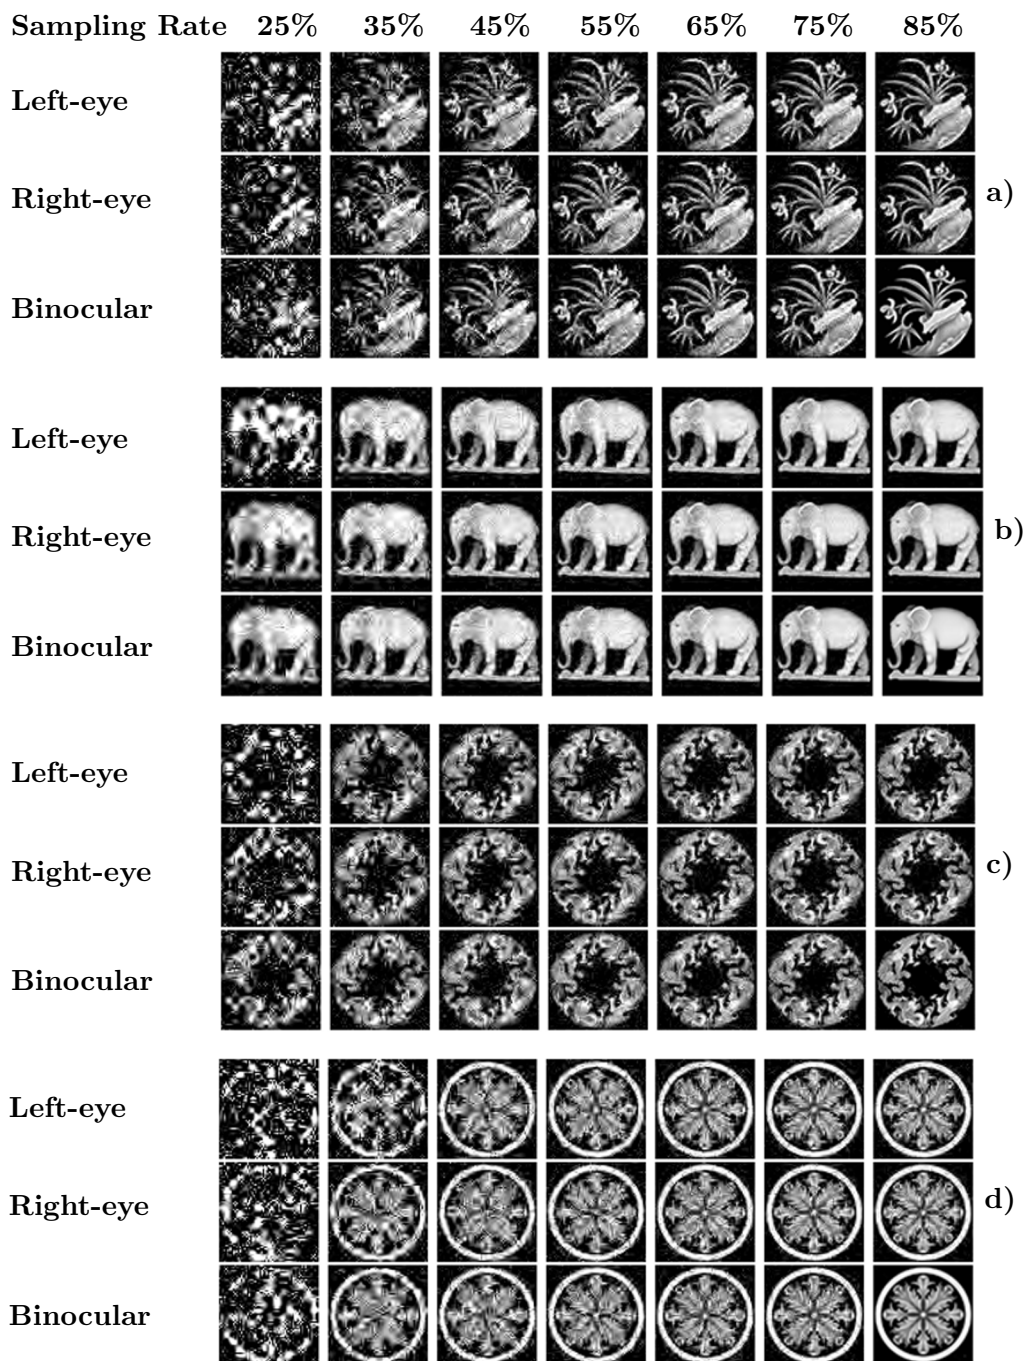 Sampling Rate 25% 35% 45% 55% 65% 75% 85%
Left-eye
Right-eye a)
Binocular
Left-eye
Right-eye b)
Binocular
Left-eye
Right-eye c)
Binocular
Left-eye
Right-eye d)
Binocular